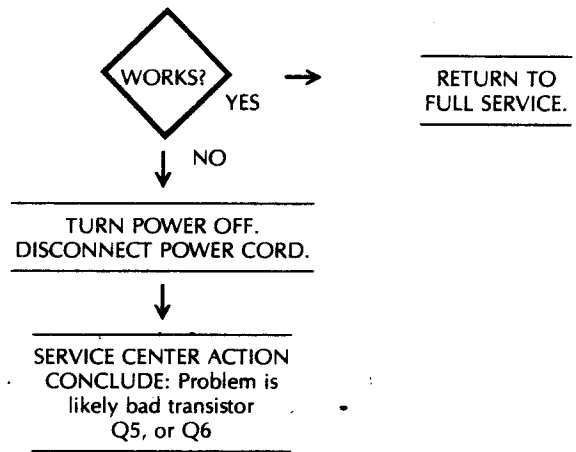 WORKS?
YES
RETURN TO
FULL SERVICE.
NO
TURN POWER OFF.
DISCONNECT POWER CORD.
SERVICE CENTER ACTION
CONCLUDE: Problem is
likely bad transistor
Q5, or Q6